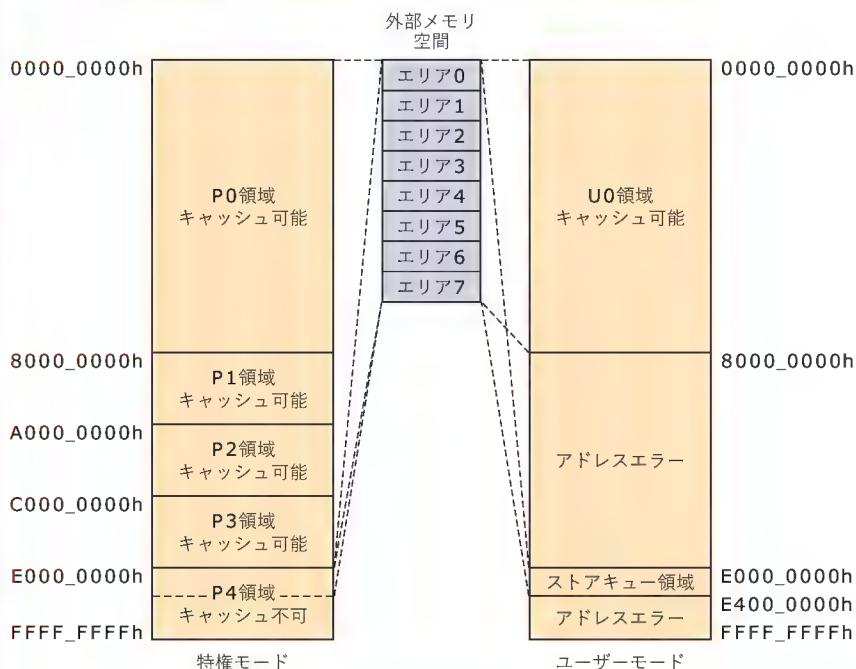 外部メモリ
空間
0000_0000h
P0領域
キャッシュ可能
8000_0000h
P1領域
キャッシュ可能
A000_0000h
P2領域
キャッシュ可能
C000_0000h
P3領域
キャッシュ可能
E000_0000h
P4領域
キャッシュ不可
FFFF_FFFFh
特権モード
エリア0
エリア1
エリア2
エリア3
エリア4
エリア5
エリア6
エリア7
0000_0000h
U0領域
キャッシュ可能
8000_0000h
アドレスエラー
ストアキュー領域
E000_0000h
E400_0000h
アドレスエラー
FFFF_FFFFh
ユーザーモード